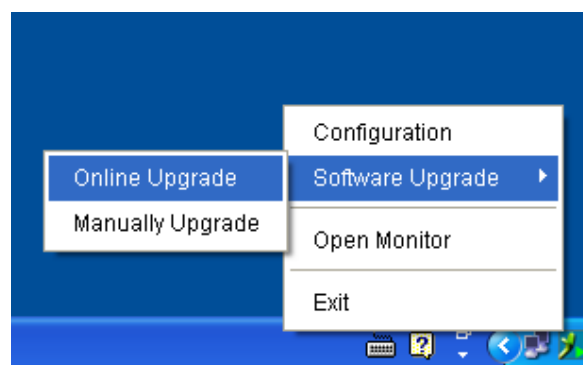 Configuration
Software Upgrade
Open Monitor
Exit
Online Upgrade
Manually Upgrade